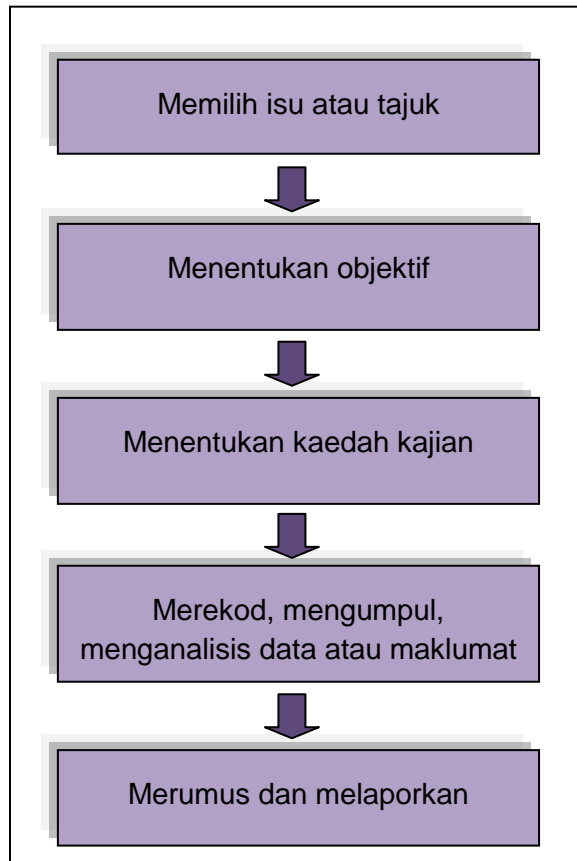 Memilih isu atau tajuk
Menentukan objektif
Menentukan kaedah kajian
Merekod, mengumpul,
menganalisis data atau maklumat
Merumus dan melaporkan